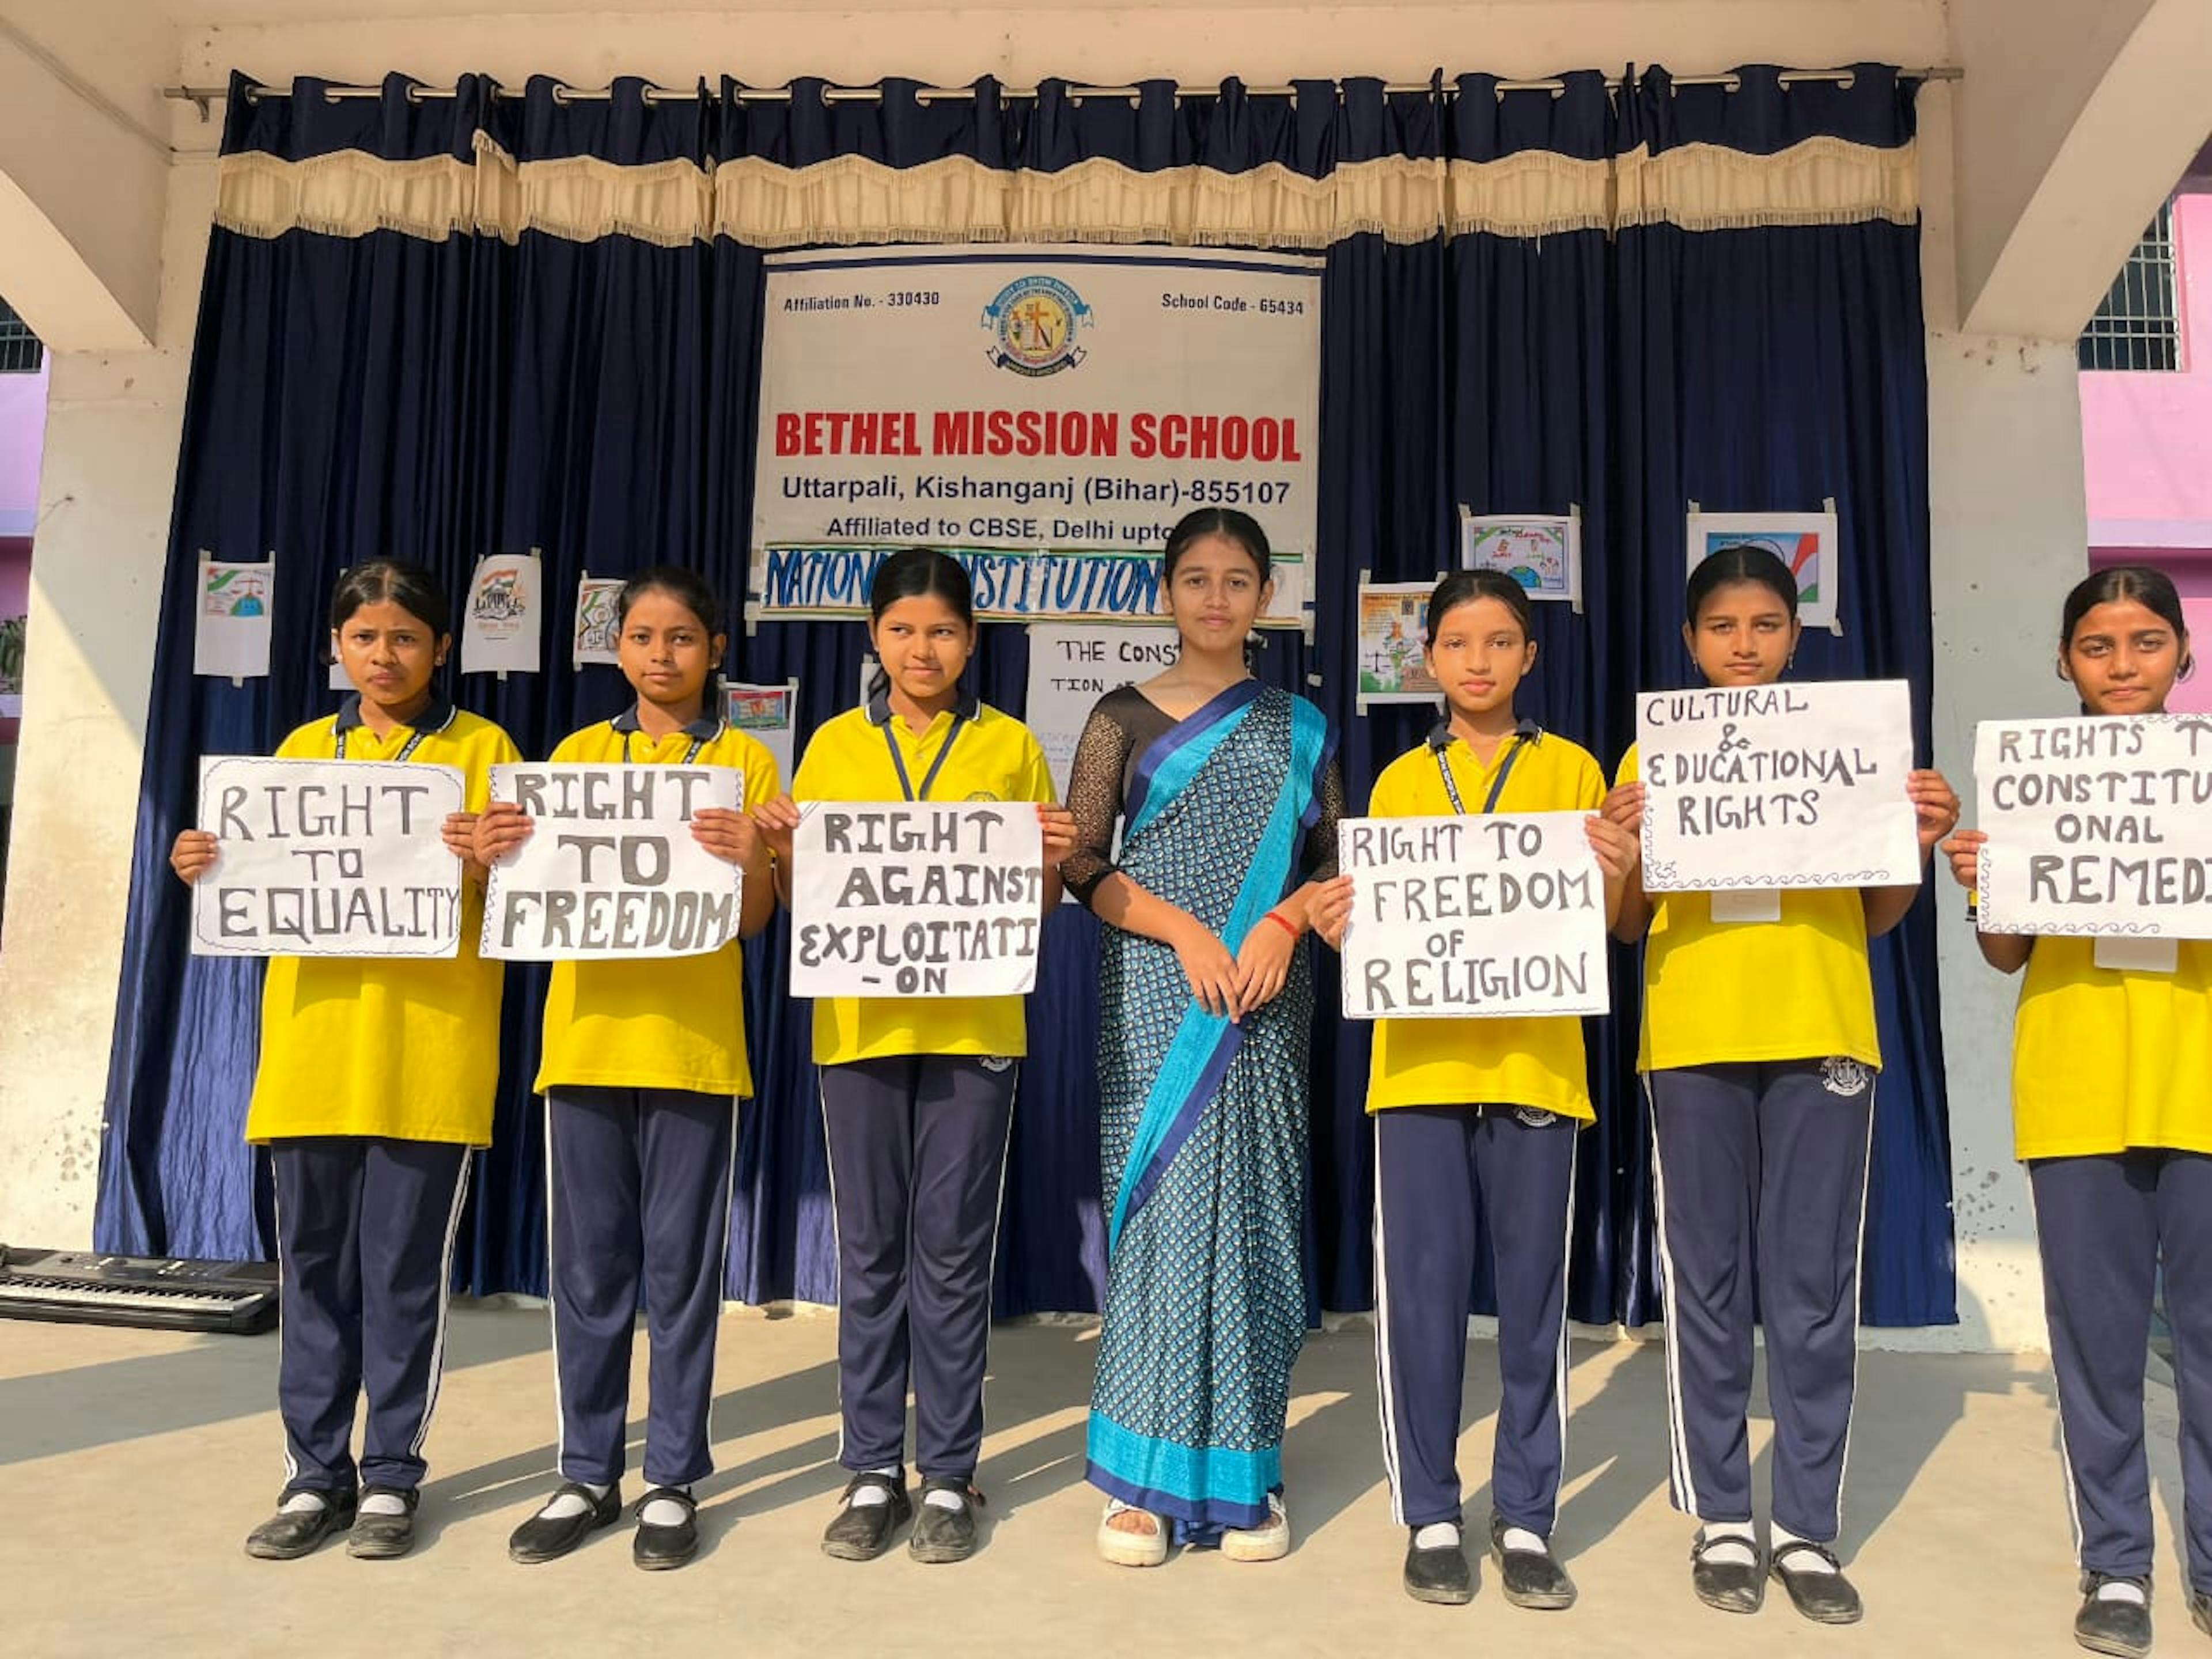 Affiliation No. - 330430
School Code - 65434
BETHEL MISSION SCHOOL
Uttarpali, Kishanganj (Bihar)-855107
Affiliated to CBSE, Delhi upto
NATION
NSTITUTION
THE CONS
TION
RIGHT
TO
EQUALITY
RIGHT
TO
FREEDOM
RIGHT
AGAINST
EXPLOITATI
- ON
RIGHT TO
FREEDOM
OF
RELIGION
CULTURAL
&
EDUCATIONAL
RIGHTS
RIGHTS T
CONSTITU
ONAL
REMEDI